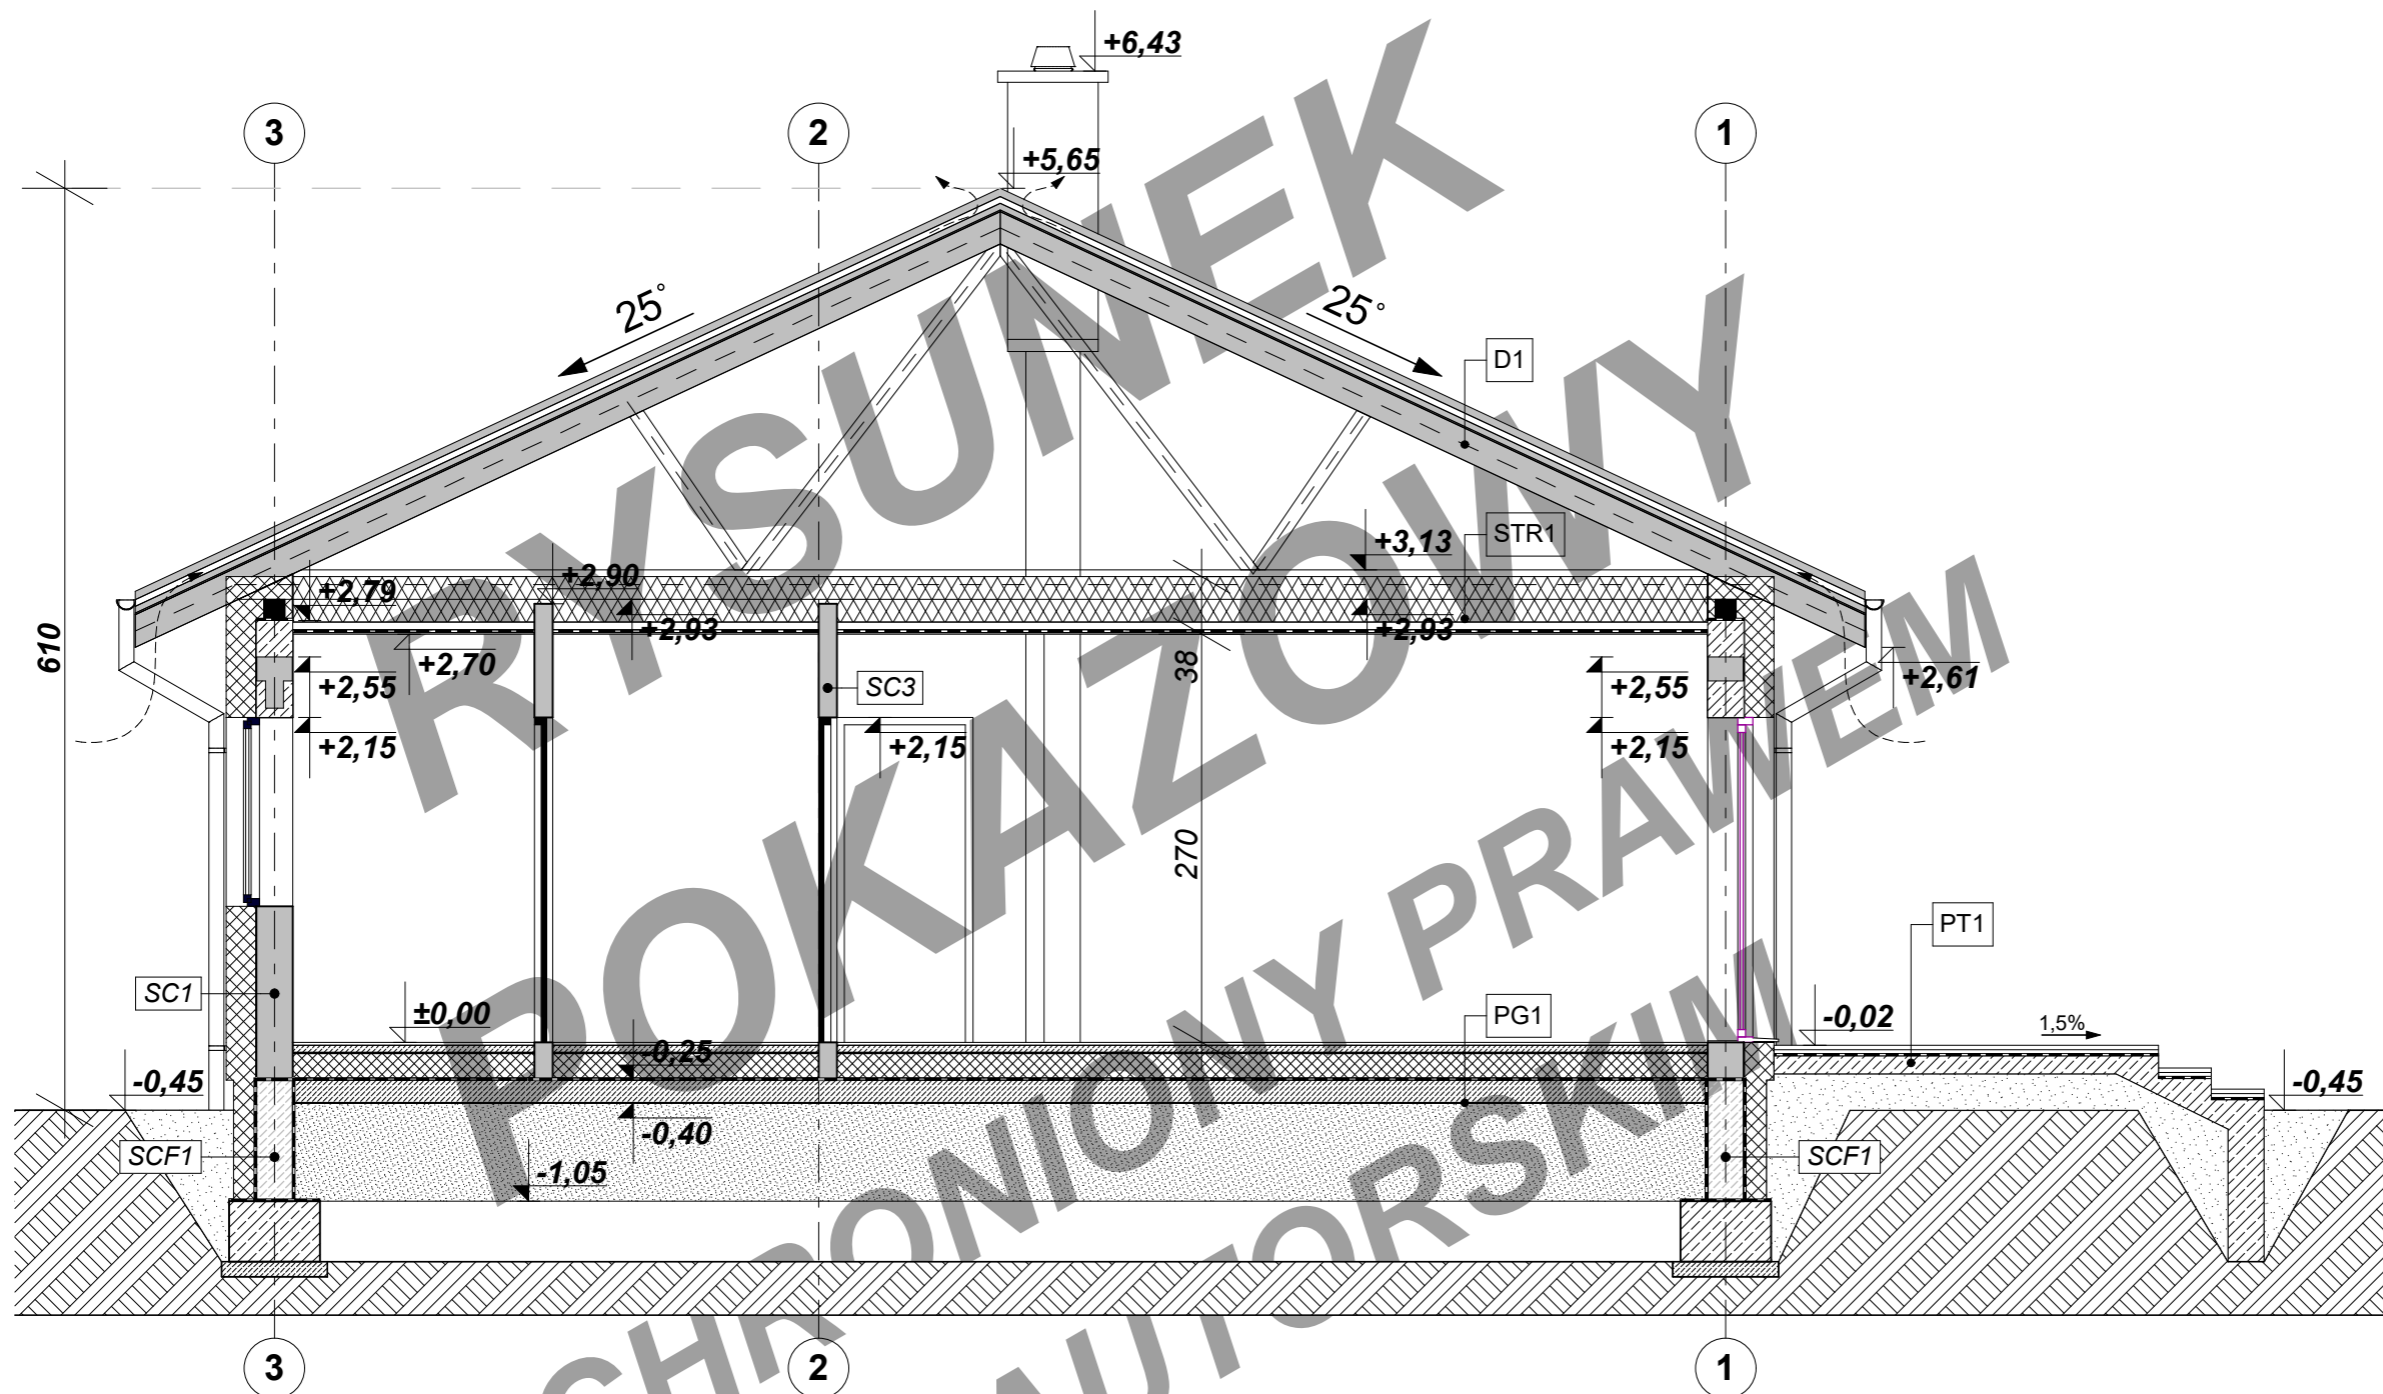 +6,43
3
2
1
+5,65
25°
25°
D1
STR1
+3,13
+2,90
+2,79
+2,93
+2,93
610
+2,70
38
+2,55
SC3
+2,55
+2,61
+2,15
+2,15
+2,15
270
PT1
SC1
±0,00
PG1
-0,02
1,5%
-0,25
-0,45
-0,45
-0,40
SCF1
SCF1
-1,05
3
2
1
RYSUNEK
POKAZOWY
CHRONIONY PRAWEM
AUTORSKIM